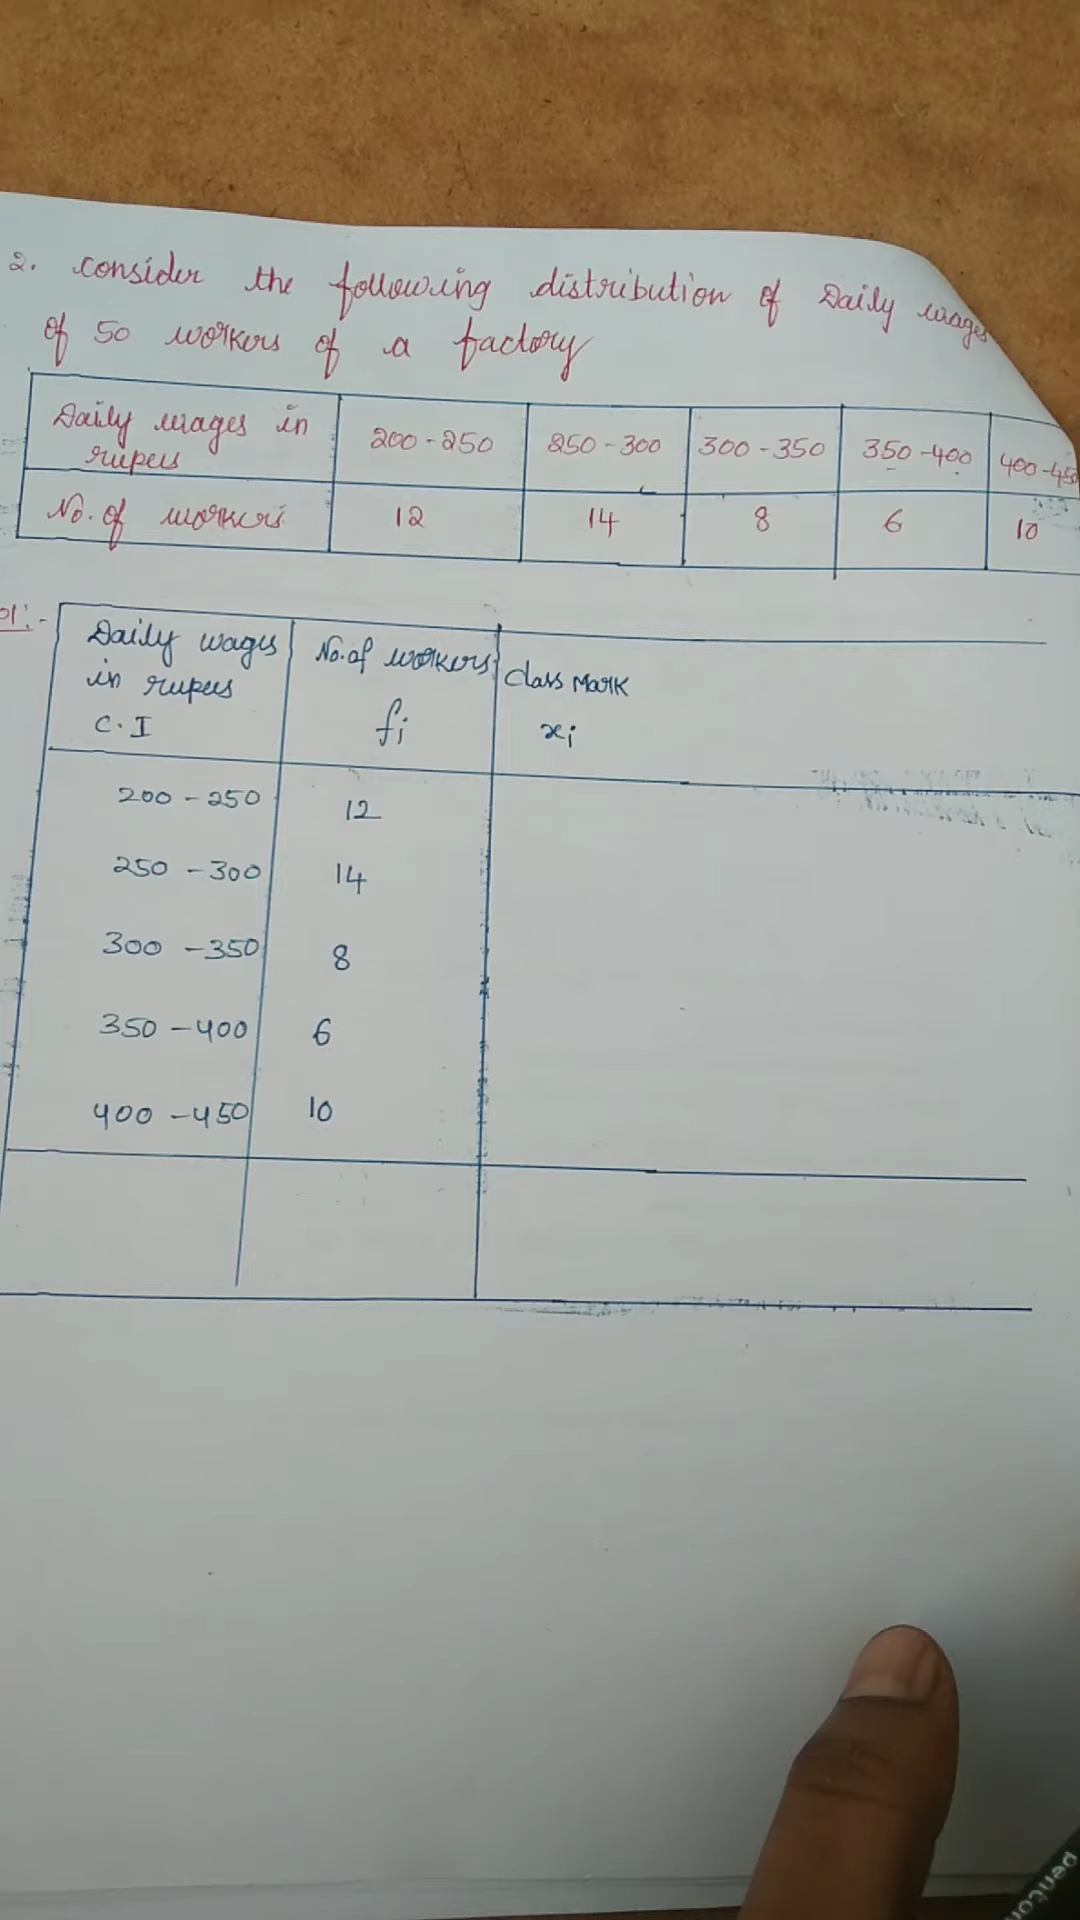 2. consider the following distribution of Daily wages
of 50 workers of a factory
Daily wages in rupees 200-250 250-300 300-350 350-400 400-450
No. of workers 12 14 8 6 10
ol:-
Daily wages in rupees C.I No. of workers fi Class Mark xi
200-250 12
250-300 14
300-350 8
350-400 6
400-450 10